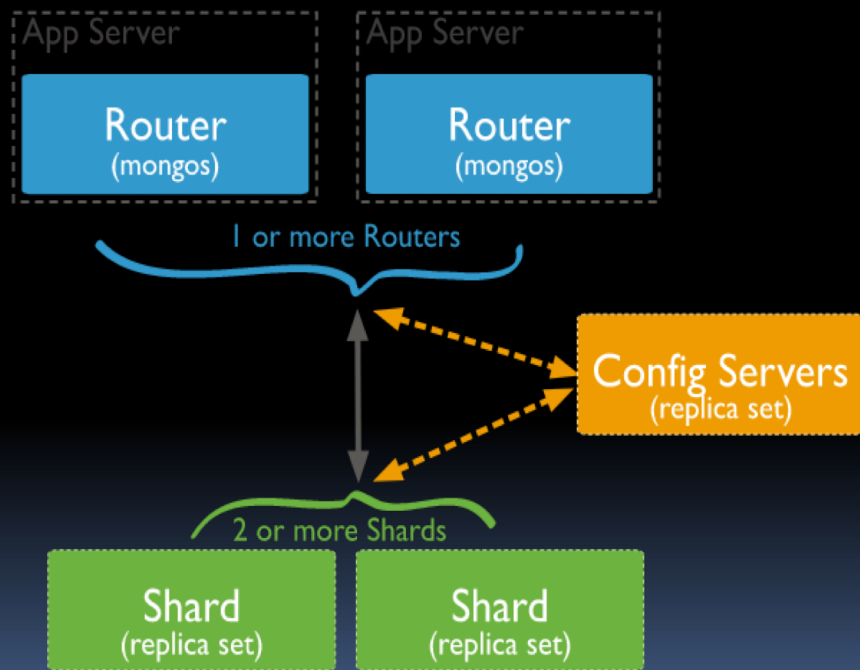 App Server
App Server
Router
(mongos)
Router
(mongos)
1 or more Routers
Config Servers
(replica set)
2 or more Shards
Shard
(replica set)
Shard
(replica set)